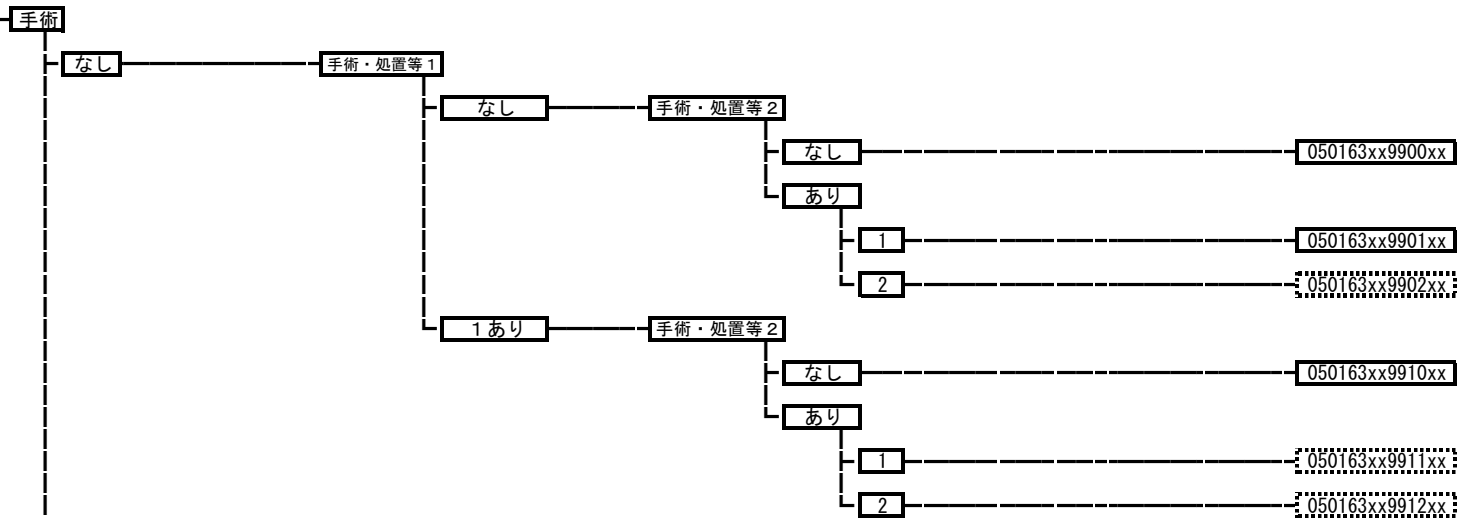 手術
なし 手術・処置等1
なし 手術・処置等2
なし 050163xx9900xx
あり
1 050163xx9901xx
2 050163xx9902xx
1あり 手術・処置等2
なし 050163xx9910xx
あり
1 050163xx9911xx
2 050163xx9912xx